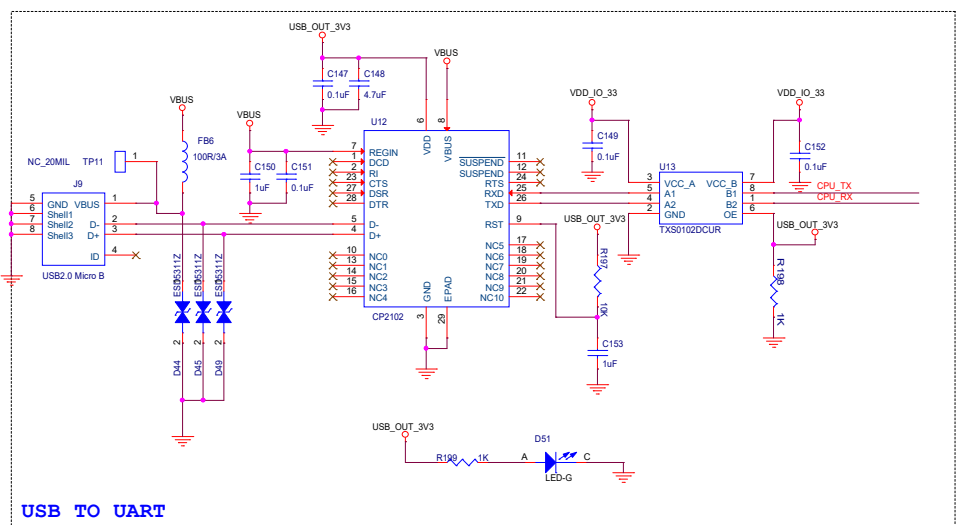 USB_OUT_3V3
VBUS
C147
0.1uF
C148
4.7uF
VDD_IO_33
VDD_IO_33
VBUS
VBUS
U12
FB6
100R/3A
C150
1uF
C151
0.1uF
C149
0.1uF
C152
0.1uF
NC_20MIL TP11 1
J9
5 GND VBUS 1
6 Shell1
7 Shell2 D- 2
8 Shell3 D+ 3
ID 4
USB2.0 Micro B
6 VDD
8 VBUS
7 REGIN
1 DCD
2 RI
23 CTS
27 DSR
28 DTR
5 D-
4 D+
10 NC0
13 NC1
14 NC2
15 NC3
16 NC4
SUSPEND 11
SUSPEND 12
RTS 24
RXD 25
TXD 26
RST 9
NC5 17
NC6 18
NC7 19
NC8 20
NC9 21
NC10 22
GND 3
EPAD 29
CP2102
U13
3 VCC_A VCC_B 7
5 A1 B1 8
4 A2 B2 1
2 GND OE 6
TXS0102DCUR
CPU_TX
CPU_RX
USB_OUT_3V3
R197
10K
C153
1uF
USB_OUT_3V3
R198
1K
ESD5311Z
ESD5311Z
ESD5311Z
2
2
2
D44
D45
D49
USB_OUT_3V3
R199 1K
D51
A C
LED-G
USB TO UART